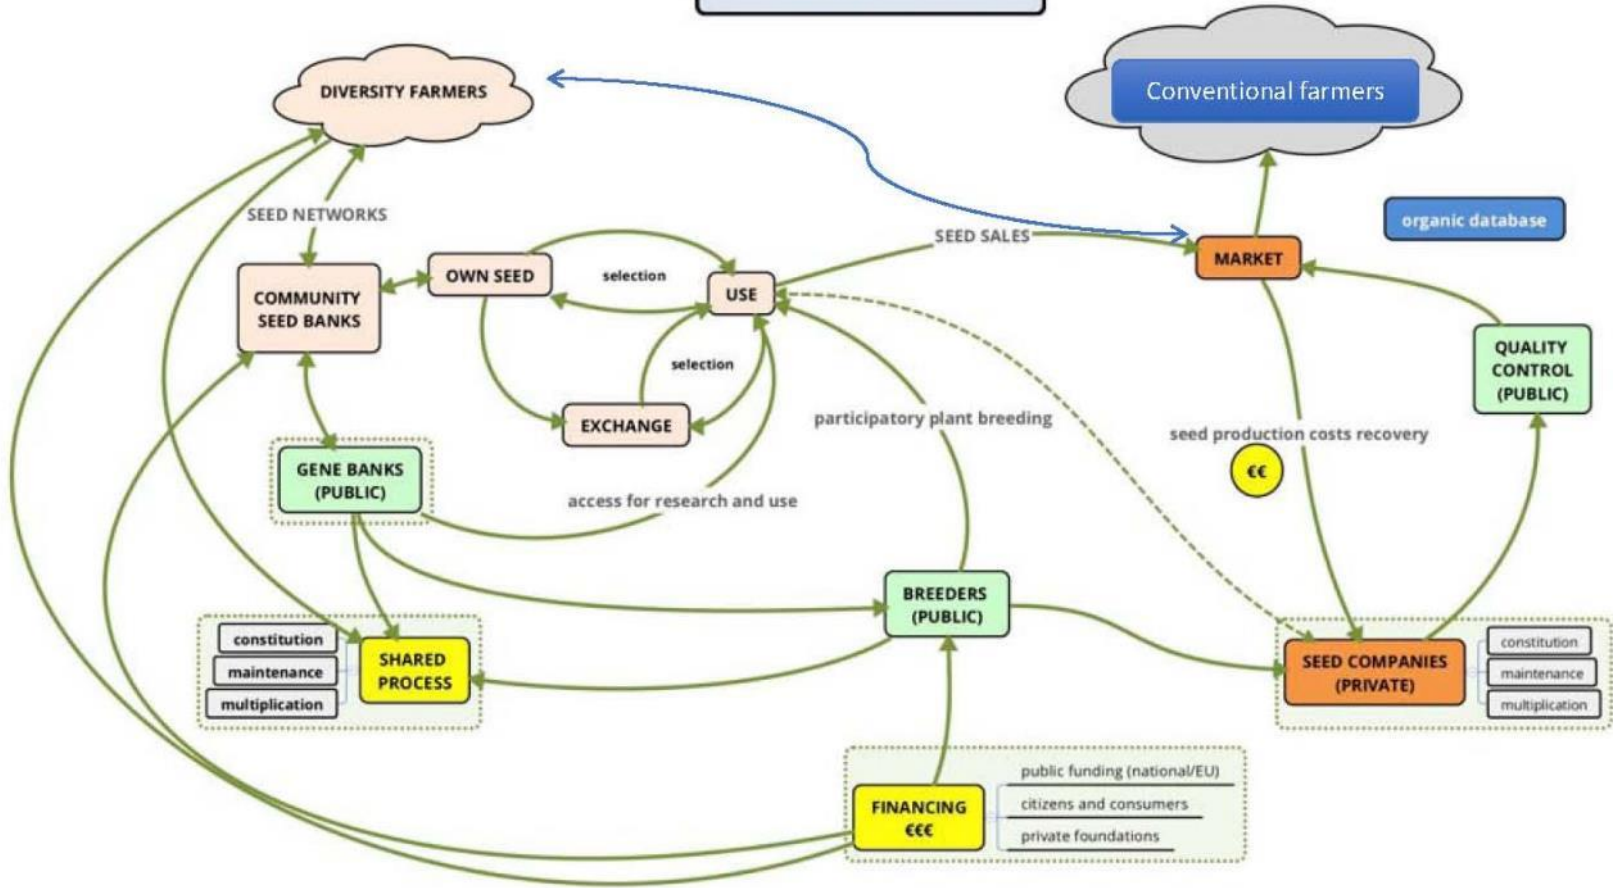 DIVERSITY FARMERS
Conventional farmers
SEED NETWORKS
organic database
SEED SALES
MARKET
OWN SEED
selection
USE
COMMUNITY
SEED BANKS
QUALITY
CONTROL
(PUBLIC)
selection
EXCHANGE
participatory plant breeding
seed production costs recovery
€€
GENE BANKS
(PUBLIC)
access for research and use
BREEDERS
(PUBLIC)
constitution
maintenance
multiplication
SHARED
PROCESS
SEED COMPANIES
(PRIVATE)
constitution
maintenance
multiplication
FINANCING
€€€
public funding (national/EU)
citizens and consumers
private foundations